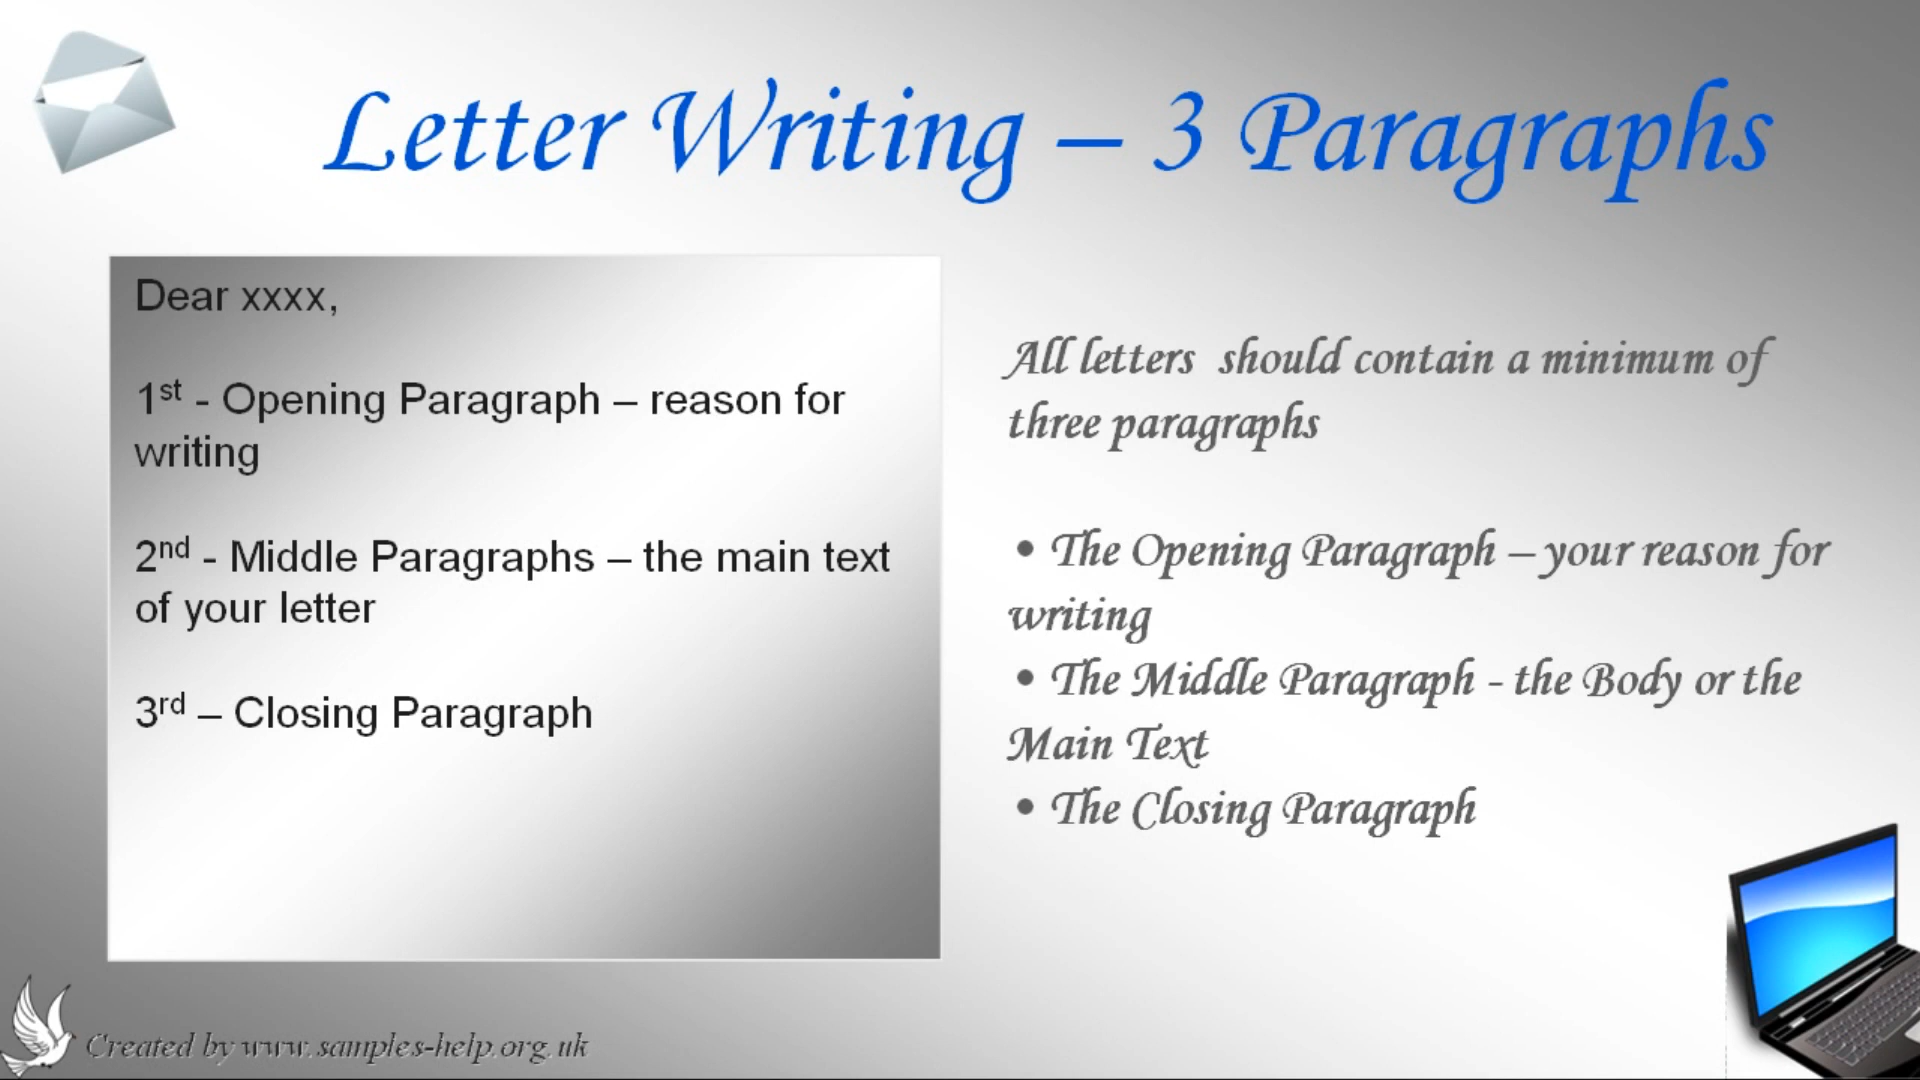 Letter Writing – 3 Paragraphs
Dear xxxx,
1st - Opening Paragraph – reason for
writing
2nd - Middle Paragraphs – the main text
of your letter
3rd – Closing Paragraph
All letters should contain a minimum of
three paragraphs
• The Opening Paragraph – your reason for
writing
• The Middle Paragraph - the Body or the
Main Text
• The Closing Paragraph
Created by www.samples-help.org.uk